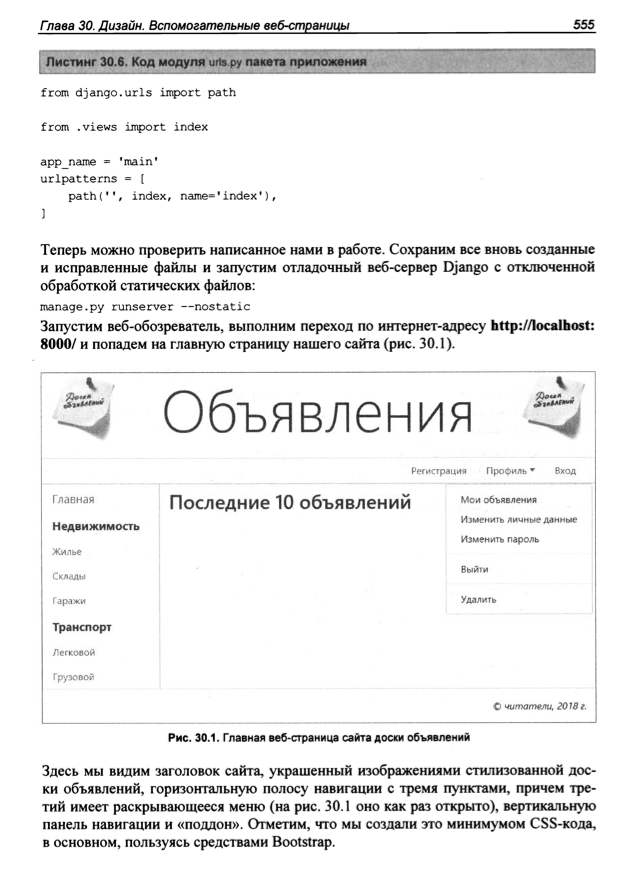 Глава 30. Дизайн. Вспомогательные веб-страницы 555
Листинг 30.6. Код модуля urls.py пакета приложения
from django.urls import path
from .views import index
app_name = 'main'
urlpatterns = [
path('', index, name='index'),
]
Теперь можно проверить написанное нами в работе. Сохраним все вновь созданные
и исправленные файлы и запустим отладочный веб-сервер Django с отключенной
обработкой статических файлов:
manage.py runserver --nostatic
Запустим веб-обозреватель, выполним переход по интернет-адресу http://localhost:
8000/ и попадем на главную страницу нашего сайта (рис. 30.1).
Доска объявлений
Объявления
Доска объявлений
Регистрация Профиль Вход
Главная
Недвижимость
Жилье
Склады
Гаражи
Транспорт
Легковой
Грузовой
Последние 10 объявлений
Мои объявления
Изменить личные данные
Изменить пароль
Выйти
Удалить
© читатели, 2018 г.
Рис. 30.1. Главная веб-страница сайта доски объявлений
Здесь мы видим заголовок сайта, украшенный изображениями стилизованной дос-
ки объявлений, горизонтальную полосу навигации с тремя пунктами, причем тре-
тий имеет раскрывающееся меню (на рис. 30.1 оно как раз открыто), вертикальную
панель навигации и «поддон». Отметим, что мы создали это минимумом CSS-кода,
в основном, пользуясь средствами Bootstrap.